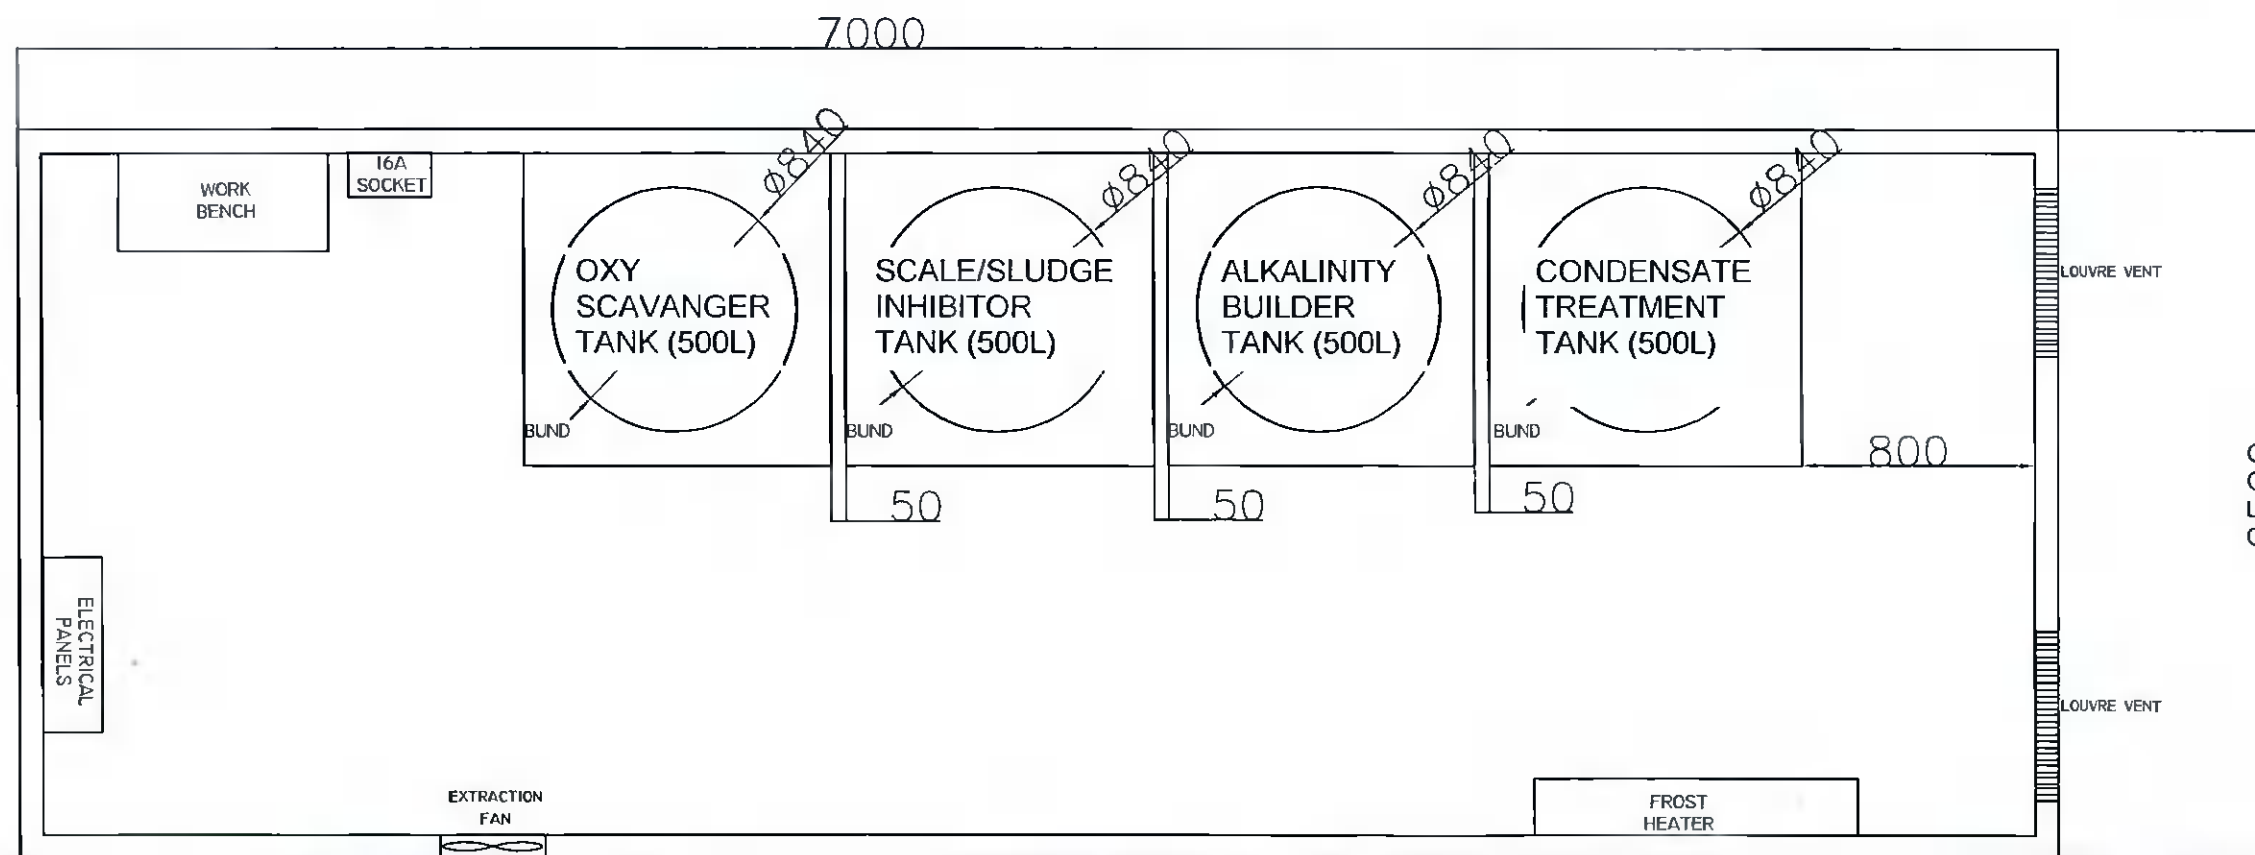 7000
16A
SOCKET
WORK
BENCH
ø840
ø840
ø840
ø840
OXY
SCAVANGER
TANK (500L)
SCALE/SLUDGE
INHIBITOR
TANK (500L)
ALKALINITY
BUILDER
TANK (500L)
CONDENSATE
TREATMENT
TANK (500L)
LOUVRE VENT
BUND
BUND
BUND
BUND
800
50
50
50
ELECTRICAL
PANELS
LOUVRE VENT
EXTRACTION
FAN
FROST
HEATER